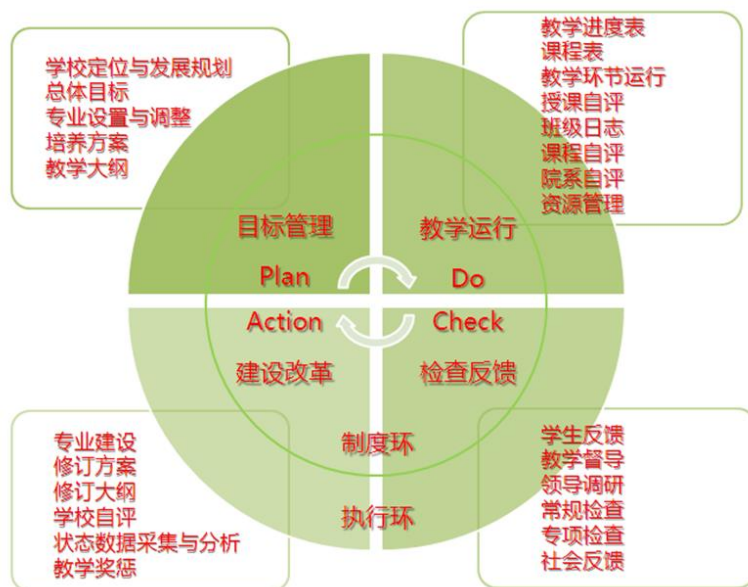 学校定位与发展规划
总体目标
专业设置与调整
培养方案
教学大纲
教学进度表
课程表
教学环节运行
授课自评
班级日志
课程自评
院系自评
资源管理
目标管理
Plan
教学运行
Do
Action
建设改革
Check
检查反馈
制度环
执行环
专业建设
修订方案
修订大纲
学校自评
状态数据采集与分析
教学奖惩
学生反馈
教学督导
领导调研
常规检查
专项检查
社会反馈